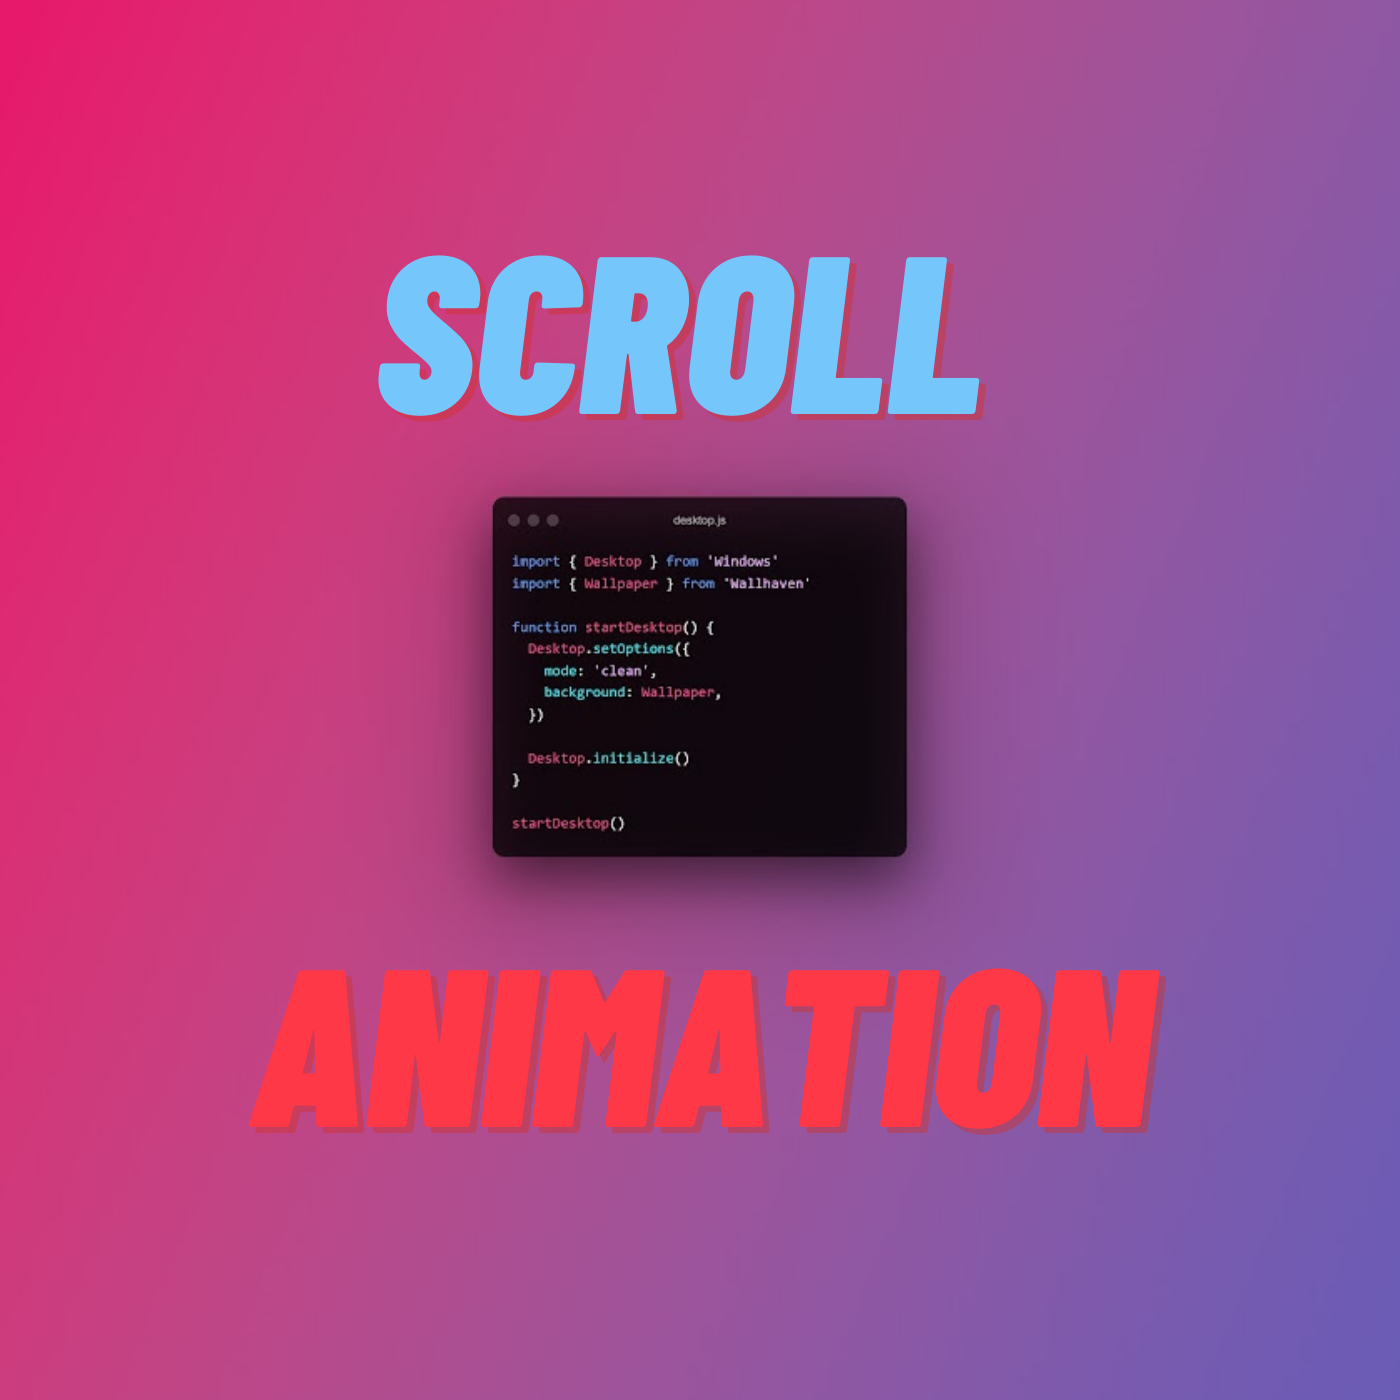 SCROLL
desktop.js
import { Desktop } from 'Windows'
import { Wallpaper } from 'Wallhaven'
function startDesktop() {
Desktop.setOptions({
mode: 'clean',
background: Wallpaper,
})
Desktop.initialize()
}
startDesktop()
ANIMATION